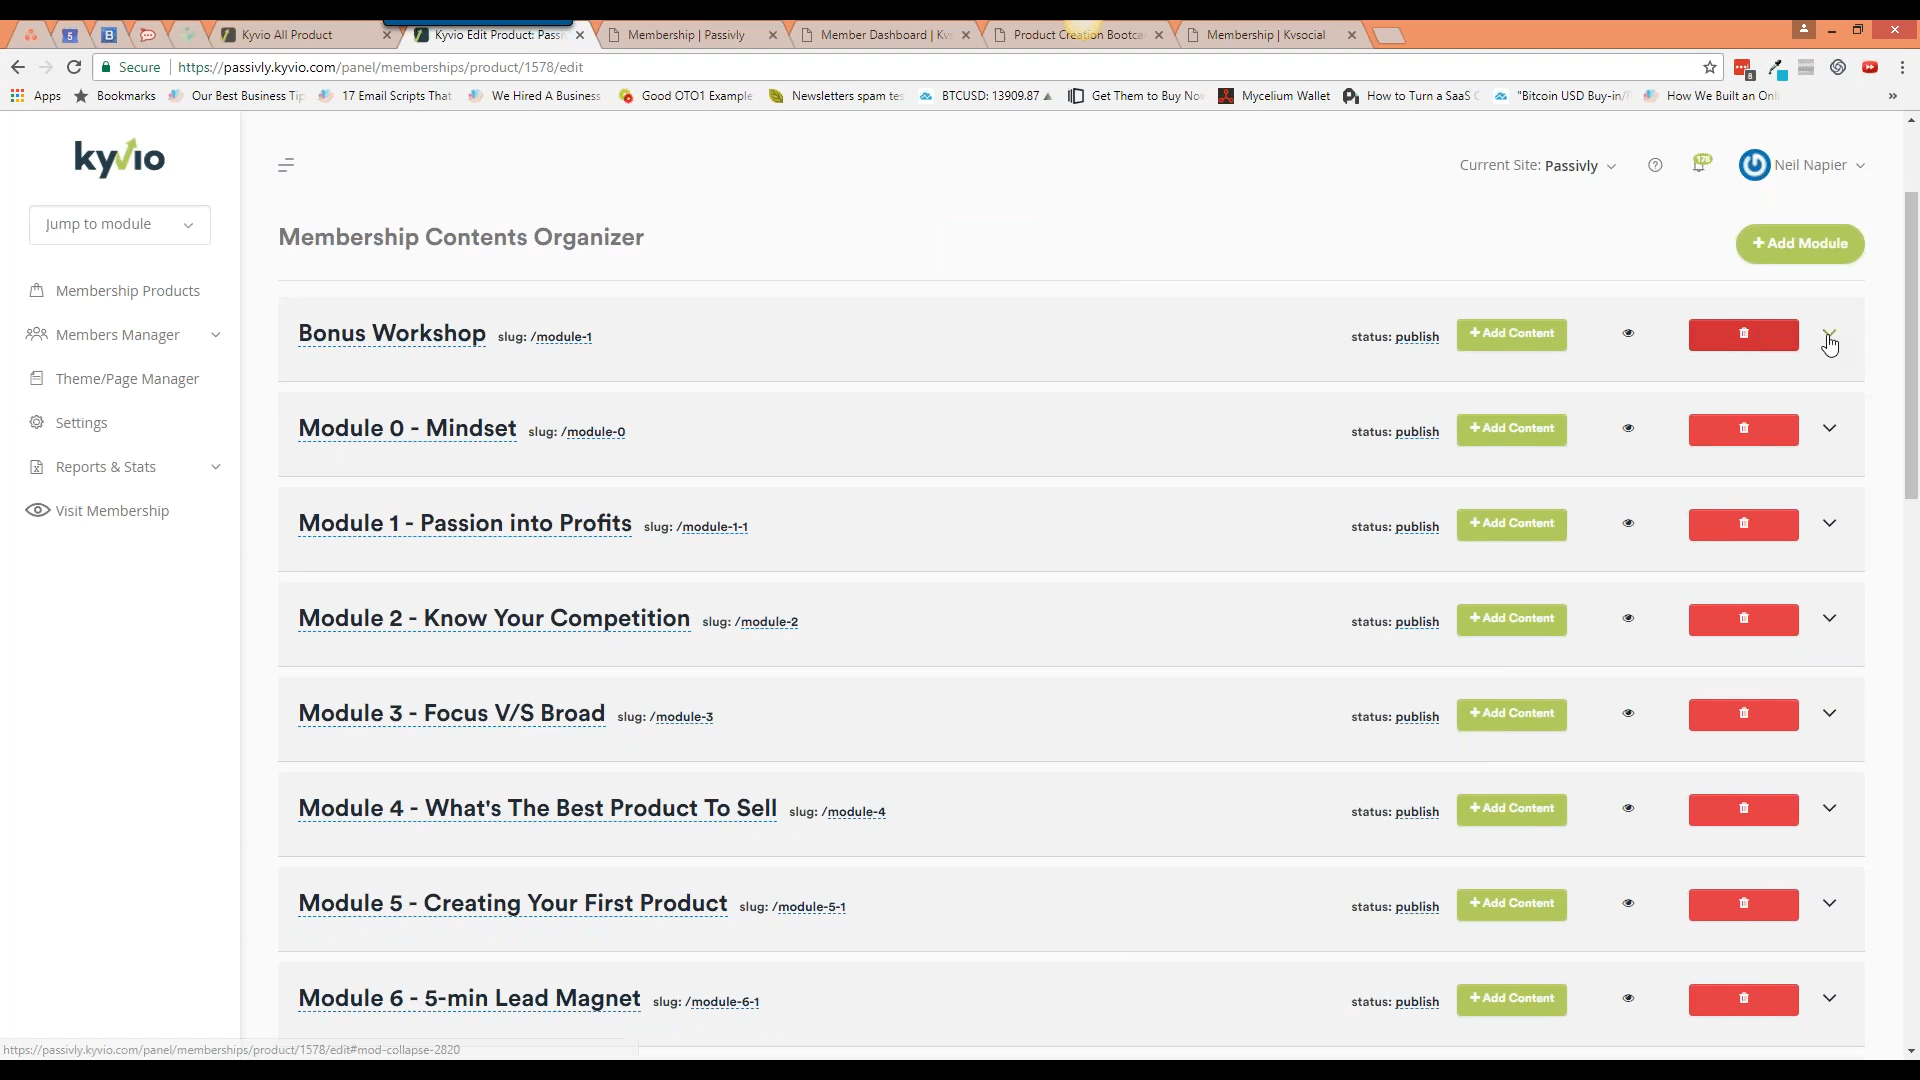 Kyvio All Product
Kyvio Edit Product: Passi
Membership | Passivly
Member Dashboard | Kv
Product Creation Bootca
Membership | Kvsocial
Secure | https://passivly.kyvio.com/panel/memberships/product/1578/edit
Apps
Bookmarks
Our Best Business Tip
17 Email Scripts That
We Hired A Business
Good OTO1 Example
Newsletters spam tes
BTCUSD: 13909.87
Get Them to Buy Now
Mycelium Wallet
How to Turn a SaaS C
"Bitcoin USD Buy-in/
How We Built an Onl
kyvio
Current Site: Passivly
178
Neil Napier
Jump to module
Membership Products
Members Manager
Theme/Page Manager
Settings
Reports & Stats
Visit Membership
Membership Contents Organizer
+ Add Module
Bonus Workshop slug: /module-1 status: publish + Add Content
Module 0 - Mindset slug: /module-0 status: publish + Add Content
Module 1 - Passion into Profits slug: /module-1-1 status: publish + Add Content
Module 2 - Know Your Competition slug: /module-2 status: publish + Add Content
Module 3 - Focus V/S Broad slug: /module-3 status: publish + Add Content
Module 4 - What's The Best Product To Sell slug: /module-4 status: publish + Add Content
Module 5 - Creating Your First Product slug: /module-5-1 status: publish + Add Content
Module 6 - 5-min Lead Magnet slug: /module-6-1 status: publish + Add Content
https://passivly.kyvio.com/panel/memberships/product/1578/edit#mod-collapse-2820